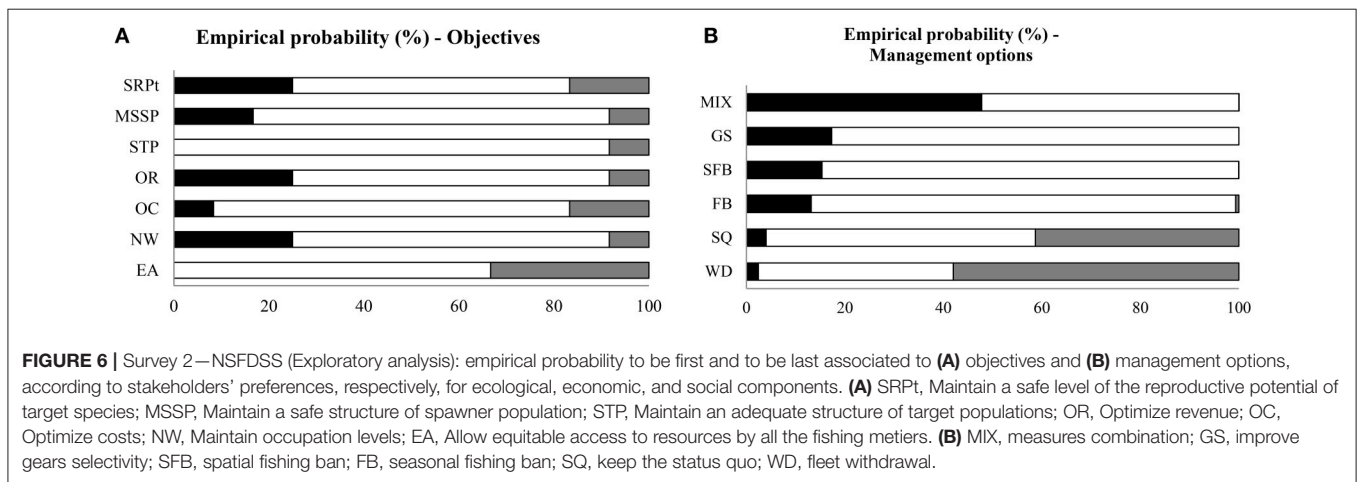 A
Empirical probability (%) - Objectives
SRPt
MSSP
STP
OR
OC
NW
EA
0 20 40 60 80 100
B
Empirical probability (%) -
Management options
MIX
GS
SFB
FB
SQ
WD
0 20 40 60 80 100
FIGURE 6 | Survey 2—NSFDSS (Exploratory analysis): empirical probability to be first and to be last associated to (A) objectives and (B) management options,
according to stakeholders' preferences, respectively, for ecological, economic, and social components. (A) SRPt, Maintain a safe level of the reproductive potential of
target species; MSSP, Maintain a safe structure of spawner population; STP, Maintain an adequate structure of target populations; OR, Optimize revenue; OC,
Optimize costs; NW, Maintain occupation levels; EA, Allow equitable access to resources by all the fishing metiers. (B) MIX, measures combination; GS, improve
gears selectivity; SFB, spatial fishing ban; FB, seasonal fishing ban; SQ, keep the status quo; WD, fleet withdrawal.